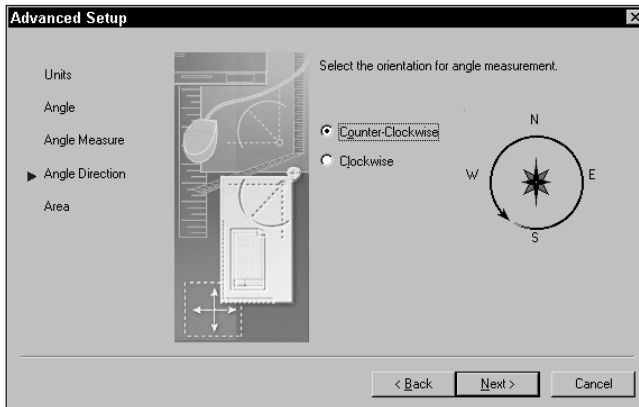 Advanced Setup
Units
Angle
Angle Measure
Angle Direction
Area
Select the orientation for angle measurement.
Counter-Clockwise
Clockwise
N
W
E
S
< Back
Next >
Cancel